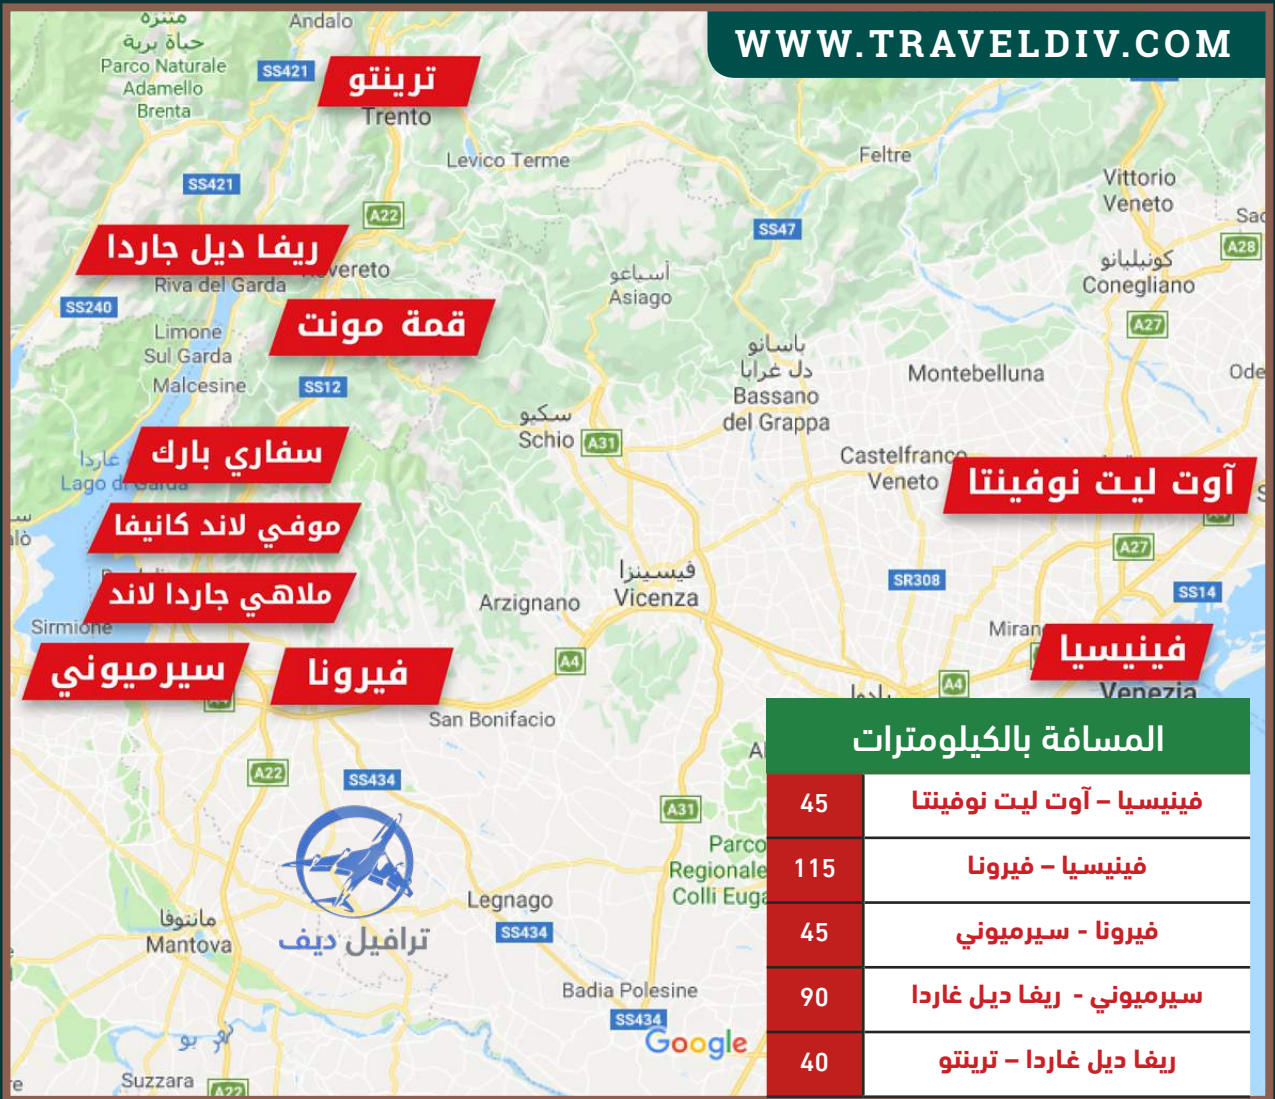 WWW.TRAVELDIV.COM
متنزه
حياة برية
Parco Naturale
Adamello
Brenta
Andalo
SS421
ترينتو
Trento
Levico Terme
Feltre
SS421
Vittorio
Veneto
A22
SS47
A28
ريفا ديل جاردا
Riva del Garda
أسياغو
Asiago
كونيليانو
Conegliano
SS240
قمة مونت
A27
Limone
Sul Garda
Malcesine
SS12
باسانو
دل غرابا
Bassano
del Grappa
Montebelluna
سكيو
Schio
A31
Castelfranco
Veneto
سفاري بارك
غاردا
Lago di Garda
آوت ليت نوفينتا
موفي لاند كانيفا
A27
فيسينزا
Vicenza
SR308
SS14
ملاهي جاردا لاند
Arzignano
Sirmione
فينيسيا
Venezia
سيرميوني
فيرونا
A4
A4
San Bonifacio
A22
SS434
A31
Parco
Regionale
Legnago
SS434
مانتوفا
Mantova
ترافيل ديف
Badia Polesine
SS434
Google
نهر بو
Suzzara
A22
المسافة بالكيلومترات
فينيسيا – آوت ليت نوفينتا 45
فينيسيا – فيرونا 115
فيرونا - سيرميوني 45
سيرميوني - ريفا ديل غاردا 90
ريفا ديل غاردا – ترينتو 40